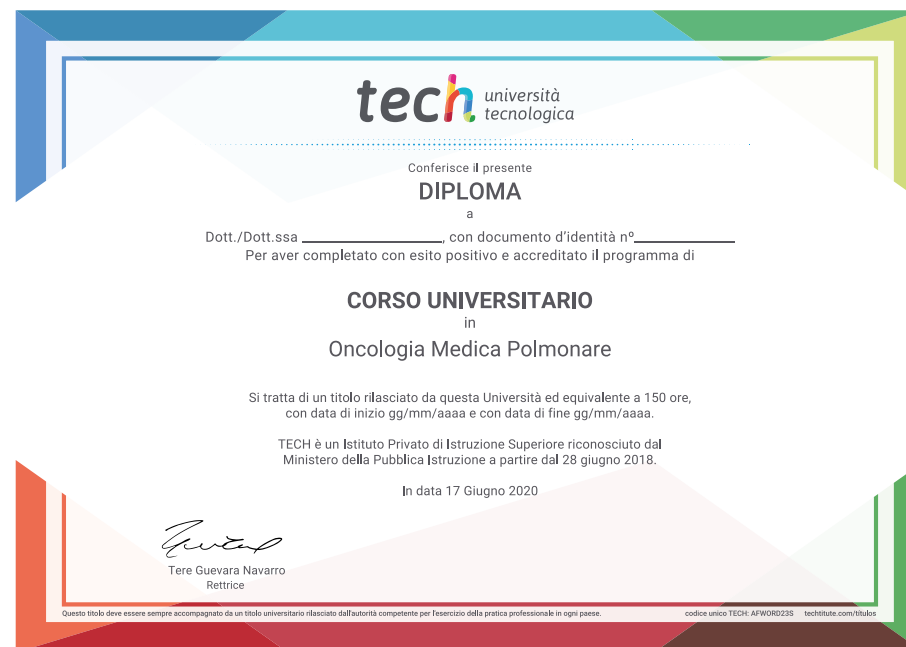 tech università
tecnologica
Conferisce il presente
DIPLOMA
a
Dott./Dott.ssa ________________, con documento d'identità nº____________
Per aver completato con esito positivo e accreditato il programma di
CORSO UNIVERSITARIO
in
Oncologia Medica Polmonare
Si tratta di un titolo rilasciato da questa Università ed equivalente a 150 ore,
con data di inizio gg/mm/aaaa e con data di fine gg/mm/aaaa.
TECH è un Istituto Privato di Istruzione Superiore riconosciuto dal
Ministero della Pubblica Istruzione a partire dal 28 giugno 2018.
In data 17 Giugno 2020
Tere Guevara Navarro
Rettrice
Questo titolo deve essere sempre accompagnato da un titolo universitario rilasciato dall'autorità competente per l'esercizio della pratica professionale in ogni paese. codice unico TECH: AFWORD23S techtitute.com/títulos